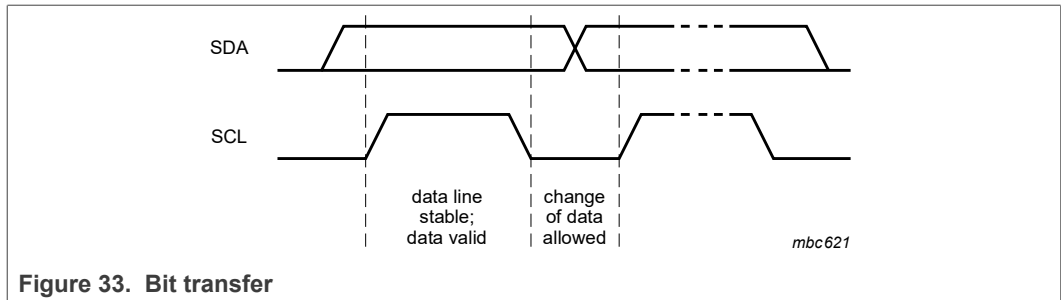 SDA
SCL
data line
stable;
data valid
change
of data
allowed
mbc621
Figure 33. Bit transfer